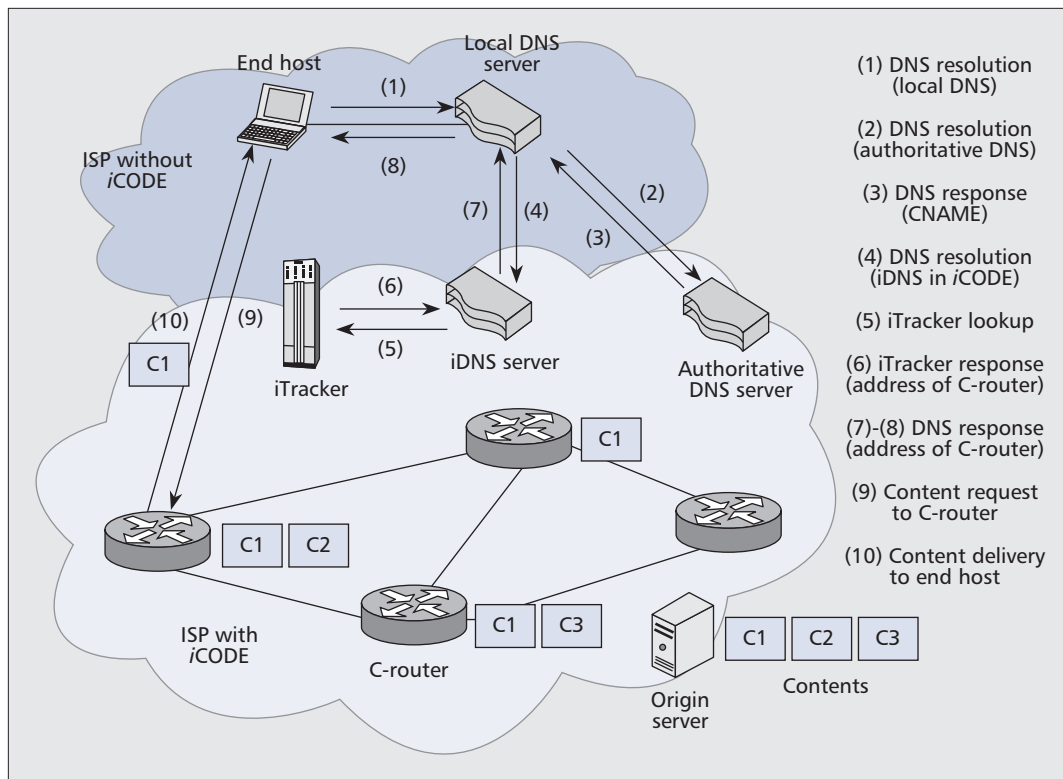 Local DNS
server
End host
(1)
(8)
ISP without
iCODE
(7)
(4)
(2)
(3)
(10)
(9)
C1
(6)
(5)
iTracker
iDNS server
Authoritative
DNS server
C1
C1
C2
C1
C3
C-router
ISP with
iCODE
Origin
server
C1
C2
C3
Contents
(1) DNS resolution
(local DNS)
(2) DNS resolution
(authoritative DNS)
(3) DNS response
(CNAME)
(4) DNS resolution
(iDNS in iCODE)
(5) iTracker lookup
(6) iTracker response
(address of C-router)
(7)-(8) DNS response
(address of C-router)
(9) Content request
to C-router
(10) Content delivery
to end host